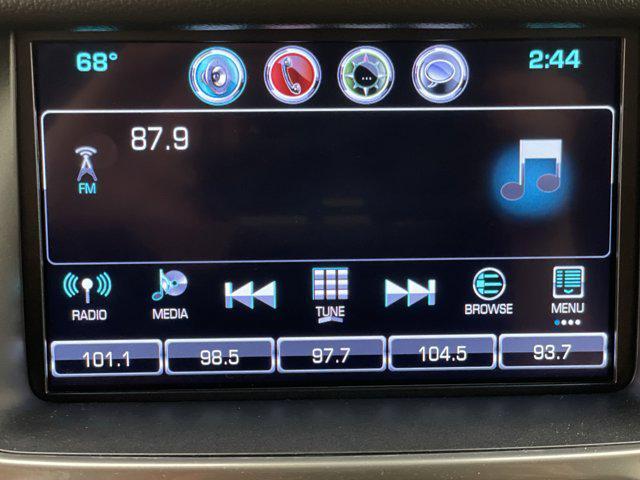 68° 2:44
87.9
FM
RADIO MEDIA TUNE BROWSE MENU
101.1 98.5 97.7 104.5 93.7